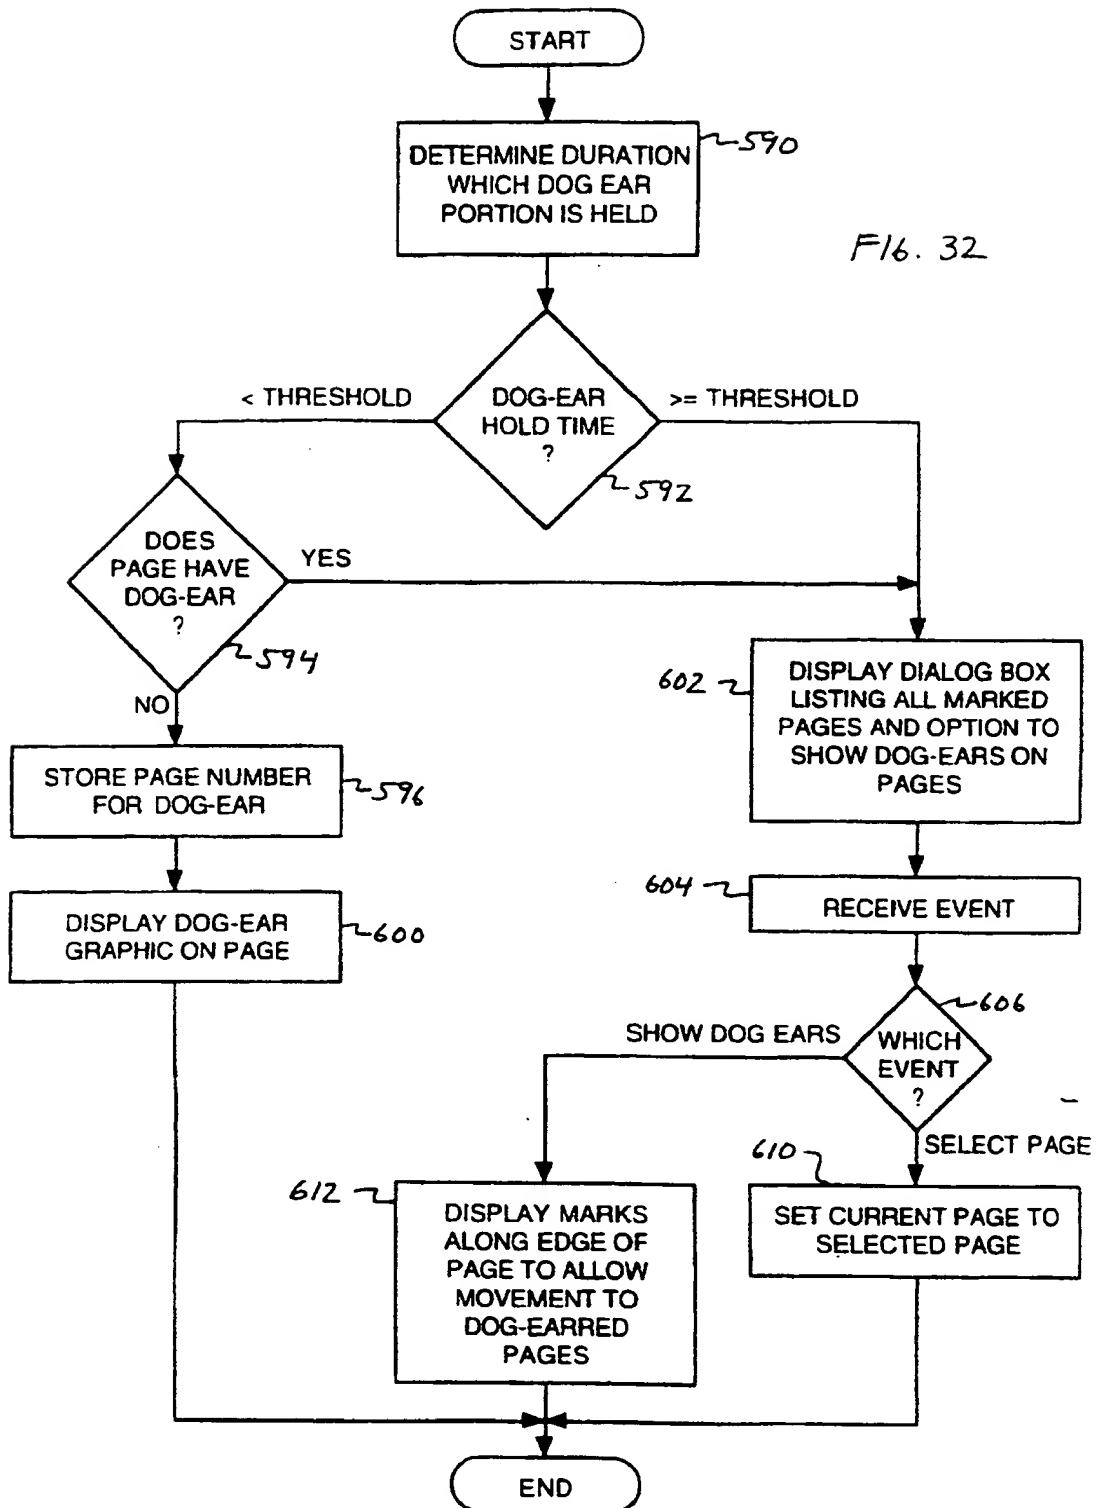 START
DETERMINE DURATION
WHICH DOG EAR
PORTION IS HELD
590
FIG. 32
< THRESHOLD
DOG-EAR
HOLD TIME
?
>= THRESHOLD
592
DOES
PAGE HAVE
DOG-EAR
?
YES
594
NO
602
DISPLAY DIALOG BOX
LISTING ALL MARKED
PAGES AND OPTION TO
SHOW DOG-EARS ON
PAGES
STORE PAGE NUMBER
FOR DOG-EAR
596
604
RECEIVE EVENT
DISPLAY DOG-EAR
GRAPHIC ON PAGE
600
606
SHOW DOG EARS
WHICH
EVENT
?
SELECT PAGE
610
612
DISPLAY MARKS
ALONG EDGE OF
PAGE TO ALLOW
MOVEMENT TO
DOG-EARRED
PAGES
SET CURRENT PAGE TO
SELECTED PAGE
END